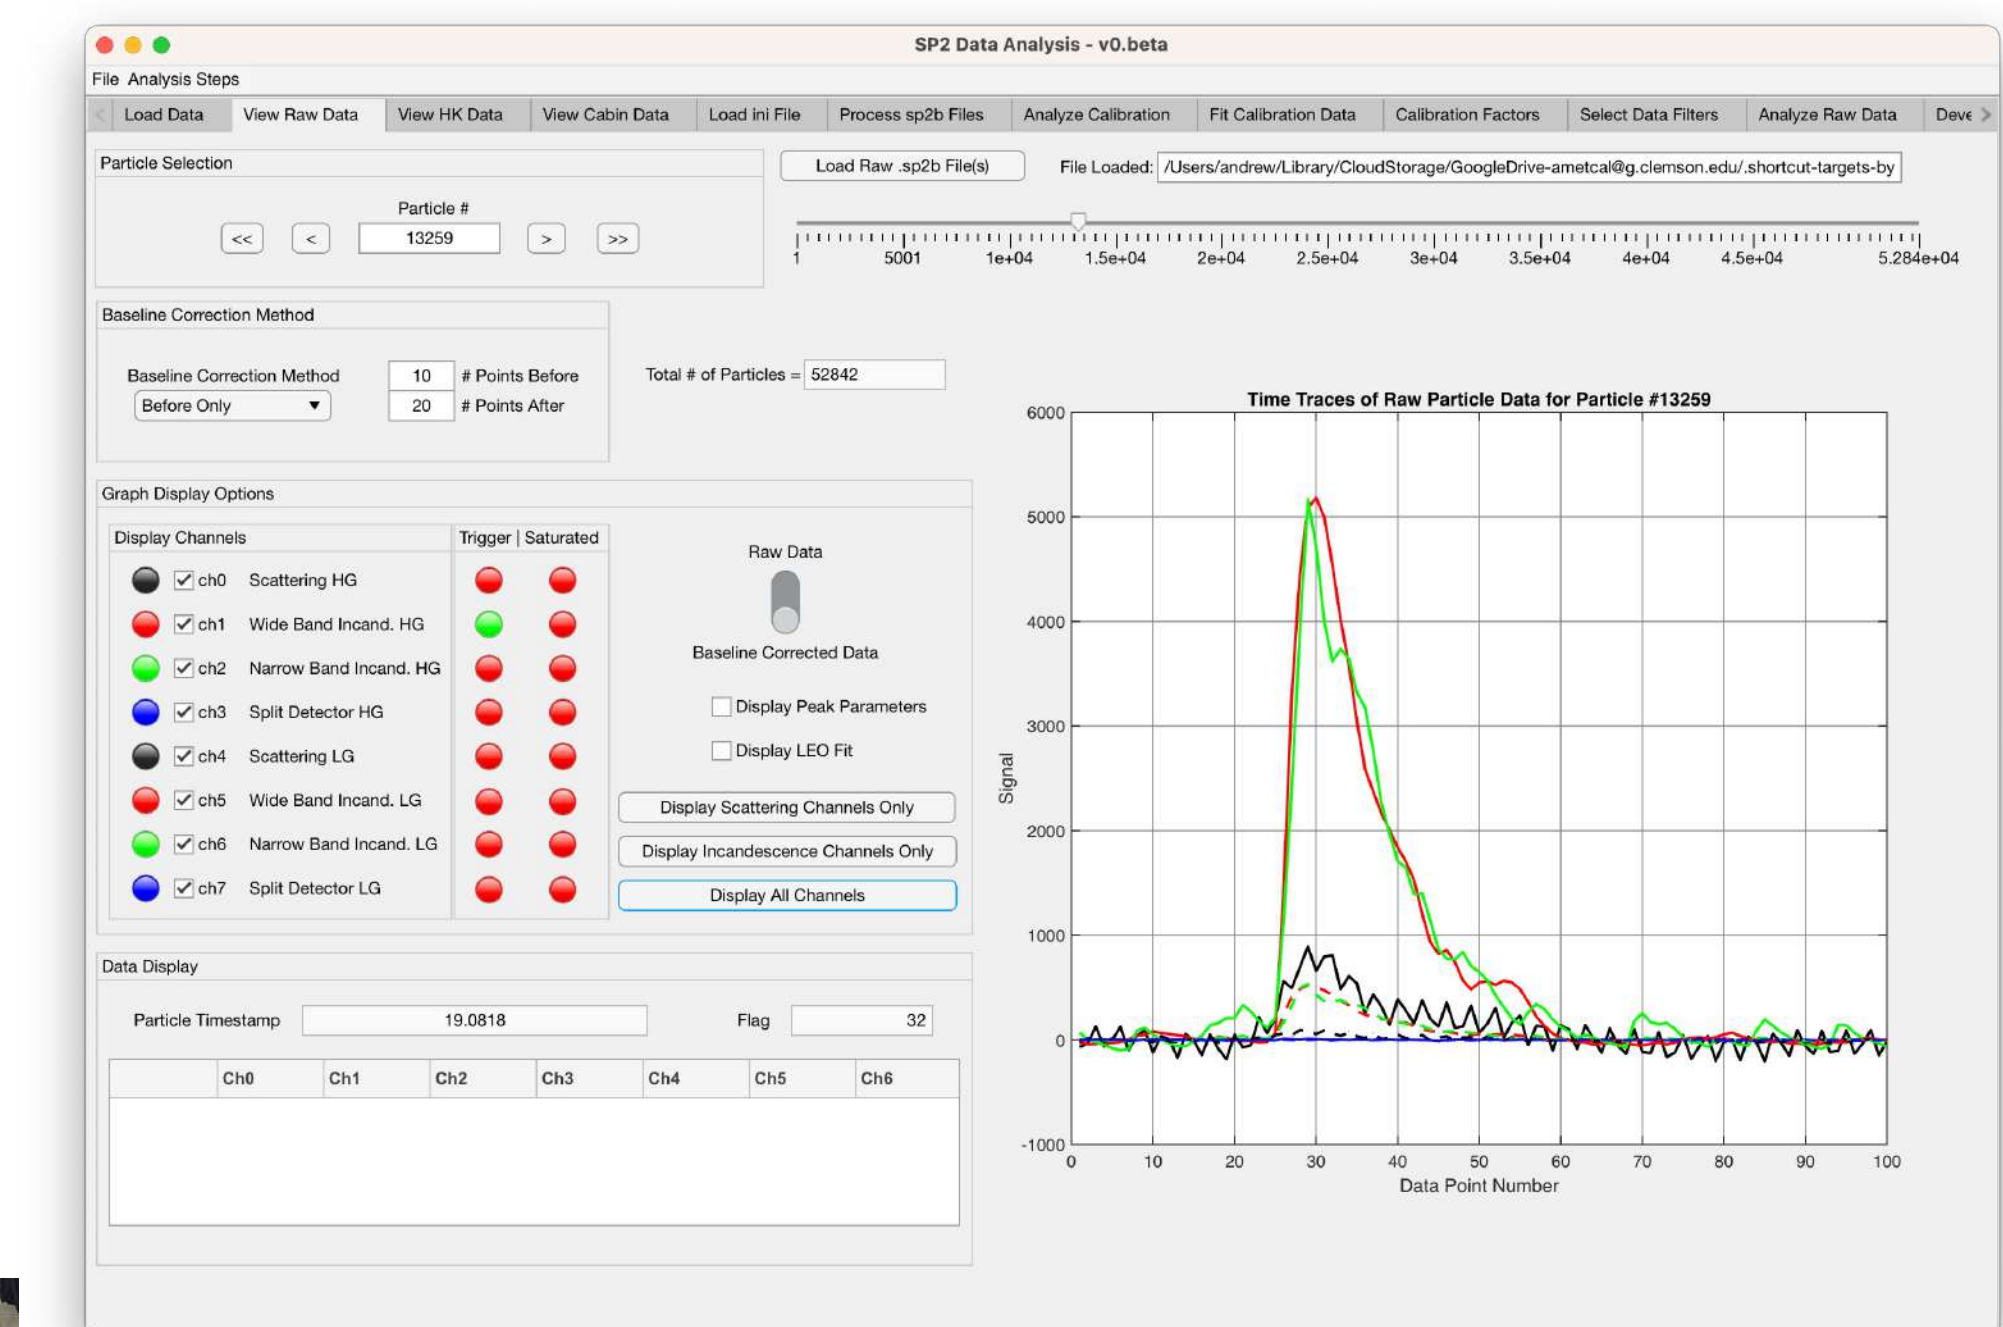 SP2 Data Analysis - v0.beta
File Analysis Steps
Load Data View Raw Data View HK Data View Cabin Data Load ini File Process sp2b Files Analyze Calibration Fit Calibration Data Calibration Factors Select Data Filters Analyze Raw Data Deve
Particle Selection
Particle #
<< < 13259 > >>
Load Raw .sp2b File(s)
File Loaded: /Users/andrew/Library/CloudStorage/GoogleDrive-ametcal@g.clemson.edu/.shortcut-targets-by
1 5001 1e+04 1.5e+04 2e+04 2.5e+04 3e+04 3.5e+04 4e+04 4.5e+04 5.284e+04
Baseline Correction Method
Baseline Correction Method 10 # Points Before
Before Only 20 # Points After
Total # of Particles = 52842
Graph Display Options
Display Channels Trigger | Saturated
ch0 Scattering HG
ch1 Wide Band Incand. HG
ch2 Narrow Band Incand. HG
ch3 Split Detector HG
ch4 Scattering LG
ch5 Wide Band Incand. LG
ch6 Narrow Band Incand. LG
ch7 Split Detector LG
Raw Data
Baseline Corrected Data
Display Peak Parameters
Display LEO Fit
Display Scattering Channels Only
Display Incandescence Channels Only
Display All Channels
Data Display
Particle Timestamp 19.0818 Flag 32
Ch0 Ch1 Ch2 Ch3 Ch4 Ch5 Ch6
Time Traces of Raw Particle Data for Particle #13259
6000
5000
4000
3000
2000
1000
0
-1000
Signal
0 10 20 30 40 50 60 70 80 90 100
Data Point Number